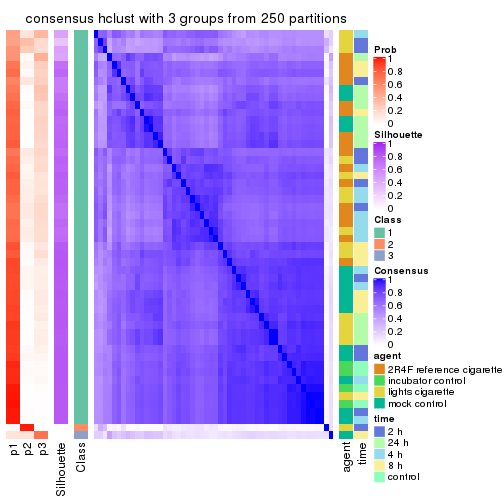 consensus hclust with 3 groups from 250 partitions
Prob
1
0.8
0.6
0.4
0.2
0
Silhouette
1
0.8
0.6
0.4
0.2
0
Class
1
2
3
Consensus
1
0.8
0.6
0.4
0.2
0
agent
2R4F reference cigarette
incubator control
lights cigarette
mock control
time
2 h
24 h
4 h
8 h
control
p1
p2
p3
Silhouette
Class
agent
time